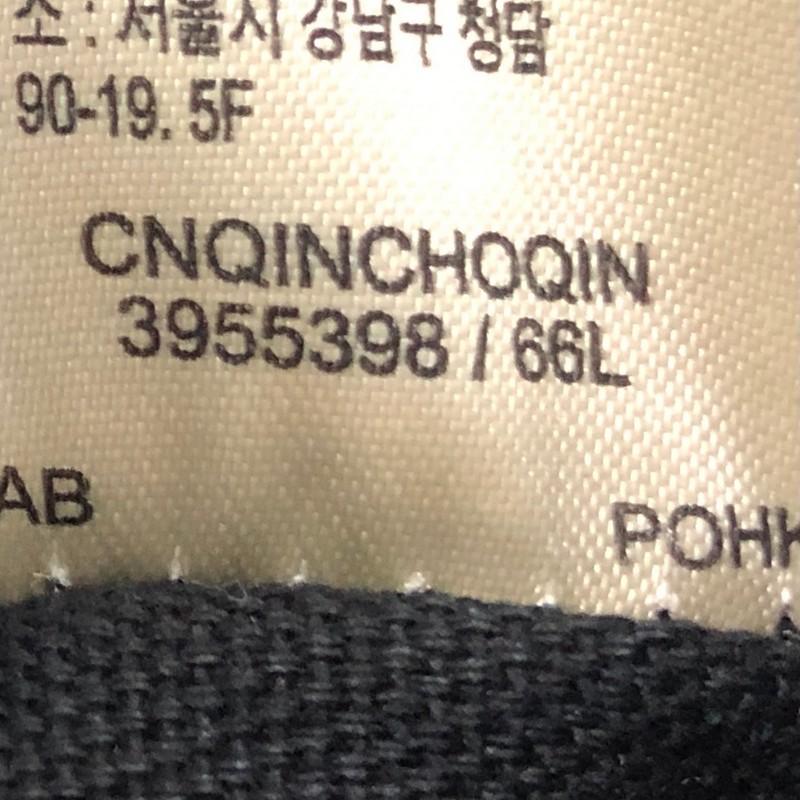 소 : 서울시 강남구 청담
90-19. 5F
CNQINCHOQIN
3955398 / 66L
AB
POHK